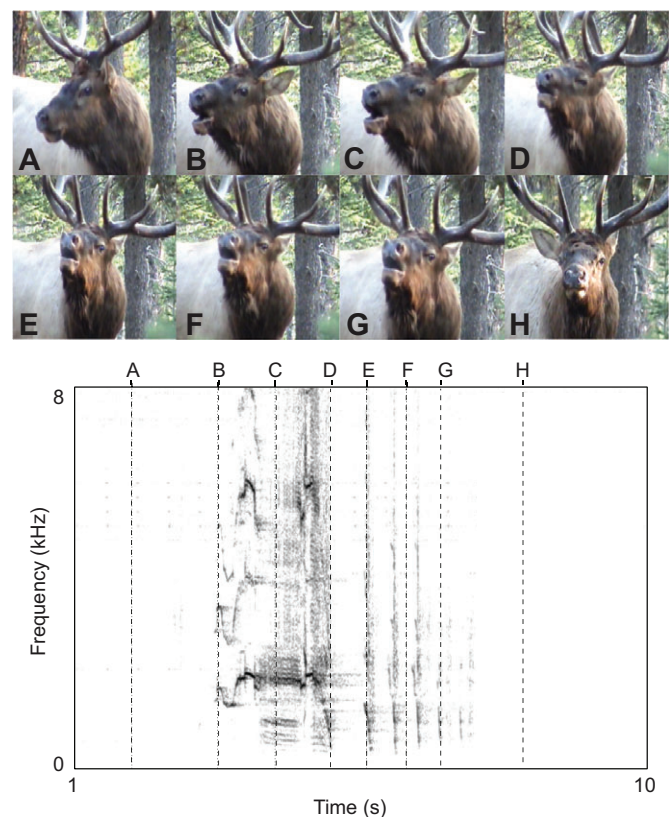 A B C D
E F G H
A B C D E F G H
8
Frequency (kHz)
0
1 10
Time (s)